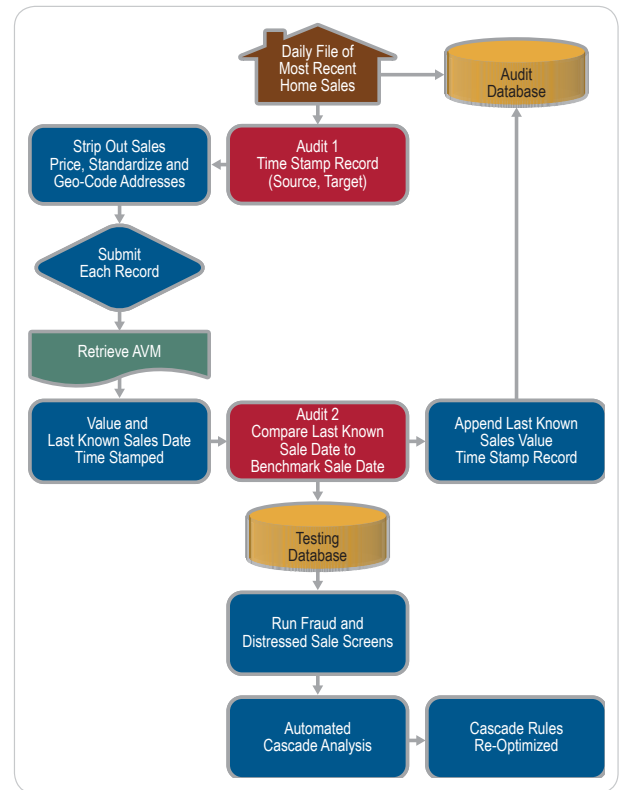 Daily File of
Most Recent
Home Sales
Audit
Database
Strip Out Sales
Price, Standardize and
Geo-Code Addresses
Audit 1
Time Stamp Record
(Source, Target)
Submit
Each Record
Retrieve AVM
Value and
Last Known Sales Date
Time Stamped
Audit 2
Compare Last Known
Sale Date to
Benchmark Sale Date
Append Last Known
Sales Value
Time Stamp Record
Testing
Database
Run Fraud and
Distressed Sale Screens
Automated
Cascade Analysis
Cascade Rules
Re-Optimized